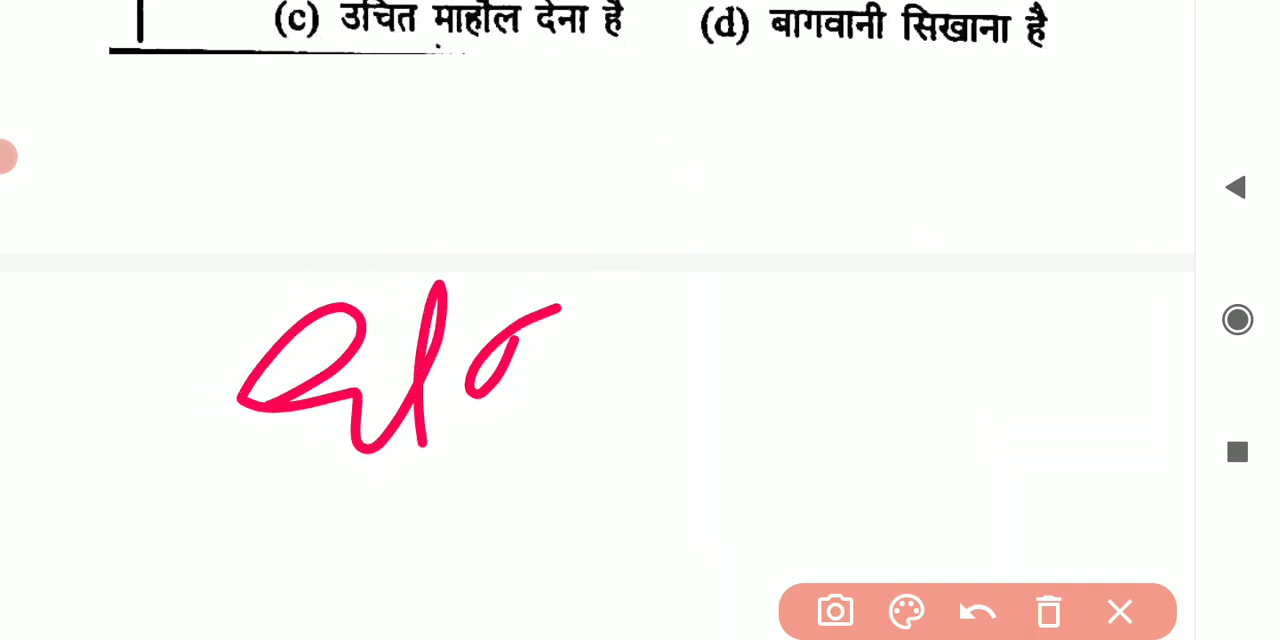 (c) उचित माहौल देना है (d) बागवानी सिखाना है